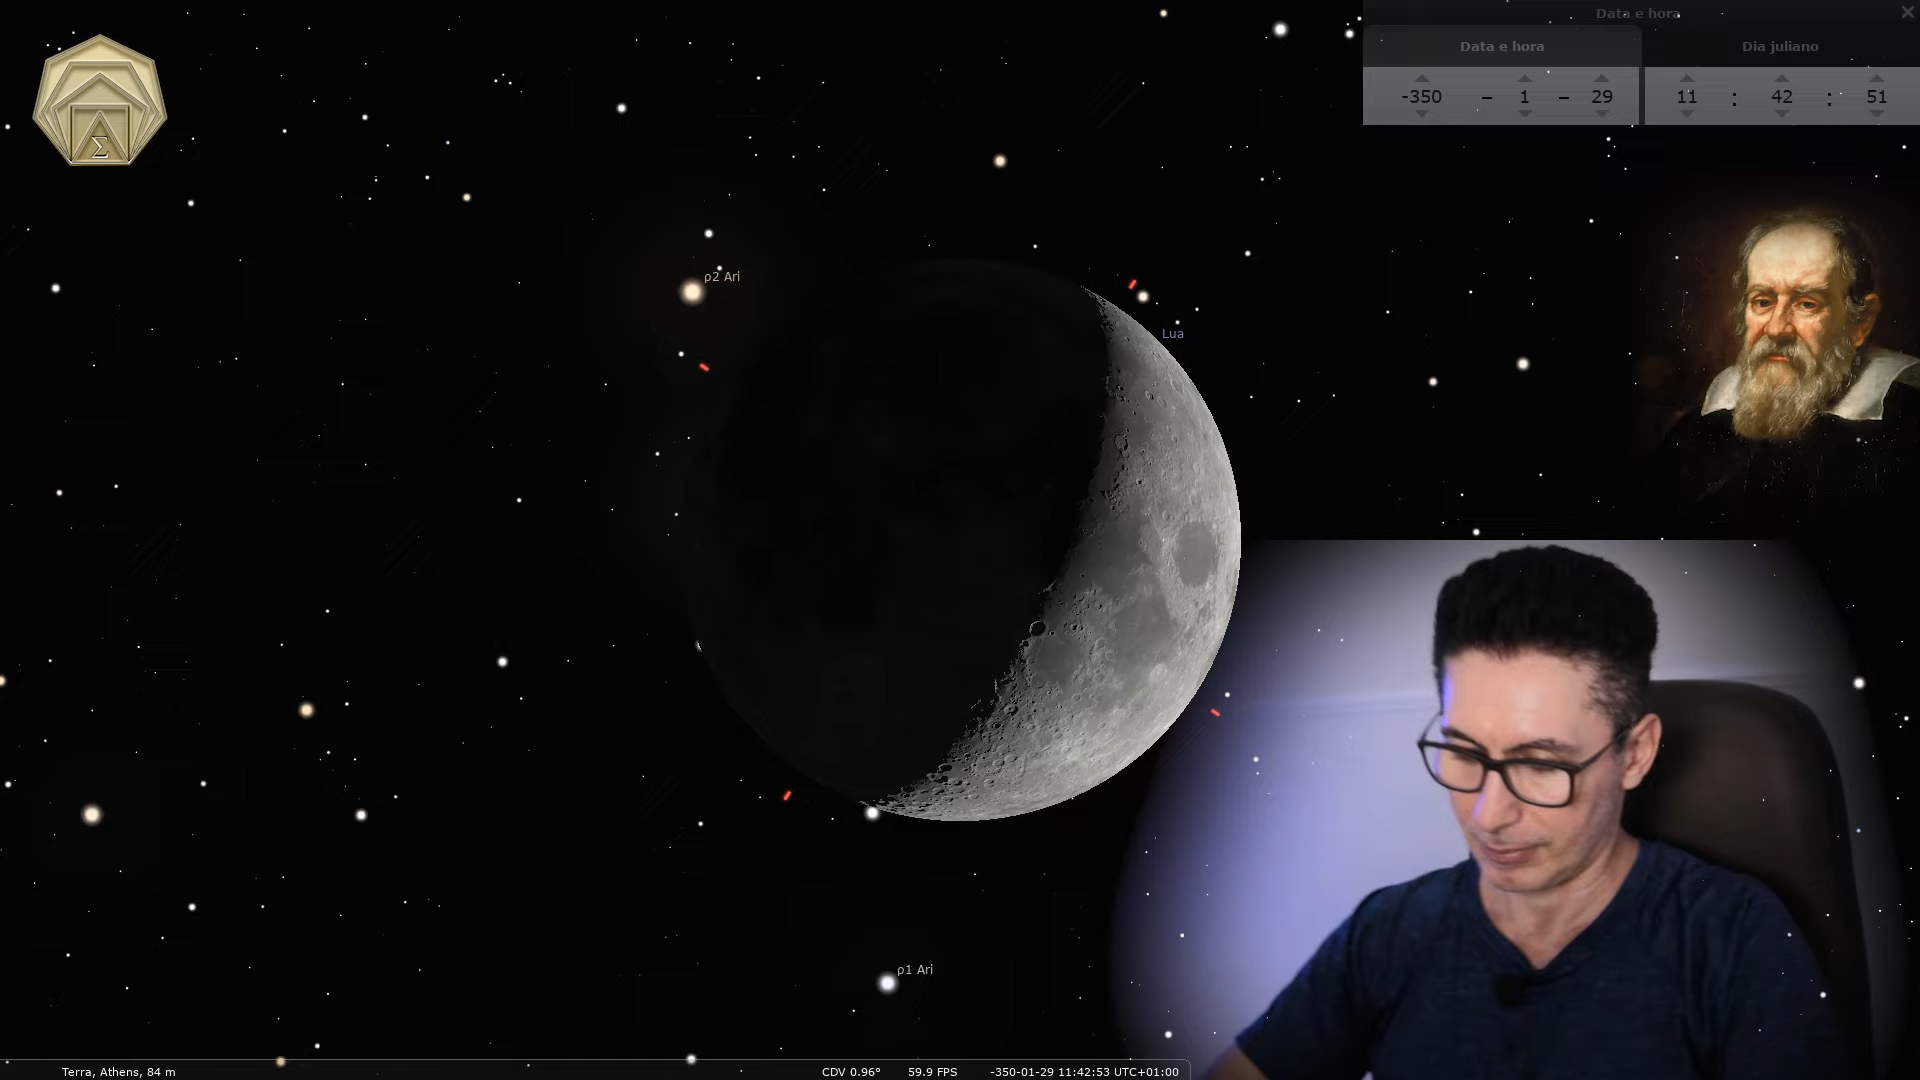 Data e hora
Data e hora
Dia juliano
-350 – 1 – 29
11 : 42 : 51
Σ
ρ2 Ari
Lua
ρ1 Ari
Terra, Athens, 84 m
CDV 0.96°
59.9 FPS
-350-01-29 11:42:53 UTC+01:00